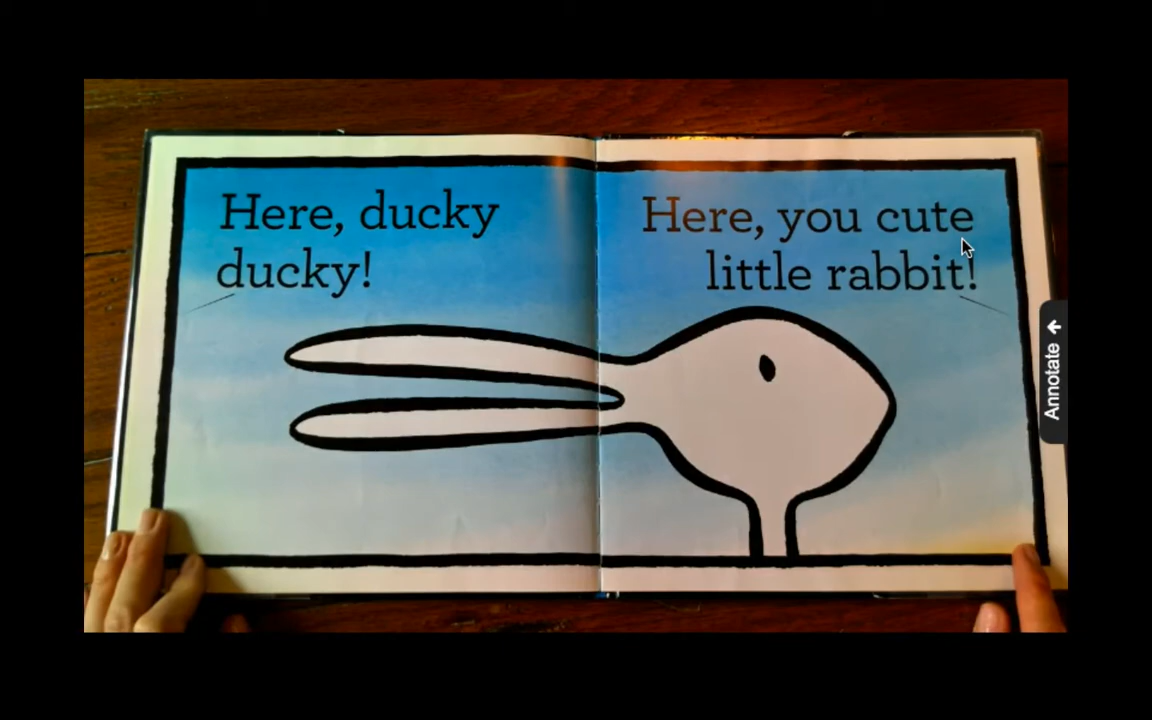 Here, ducky
ducky!
Here, you cute
little rabbit!
Annotate